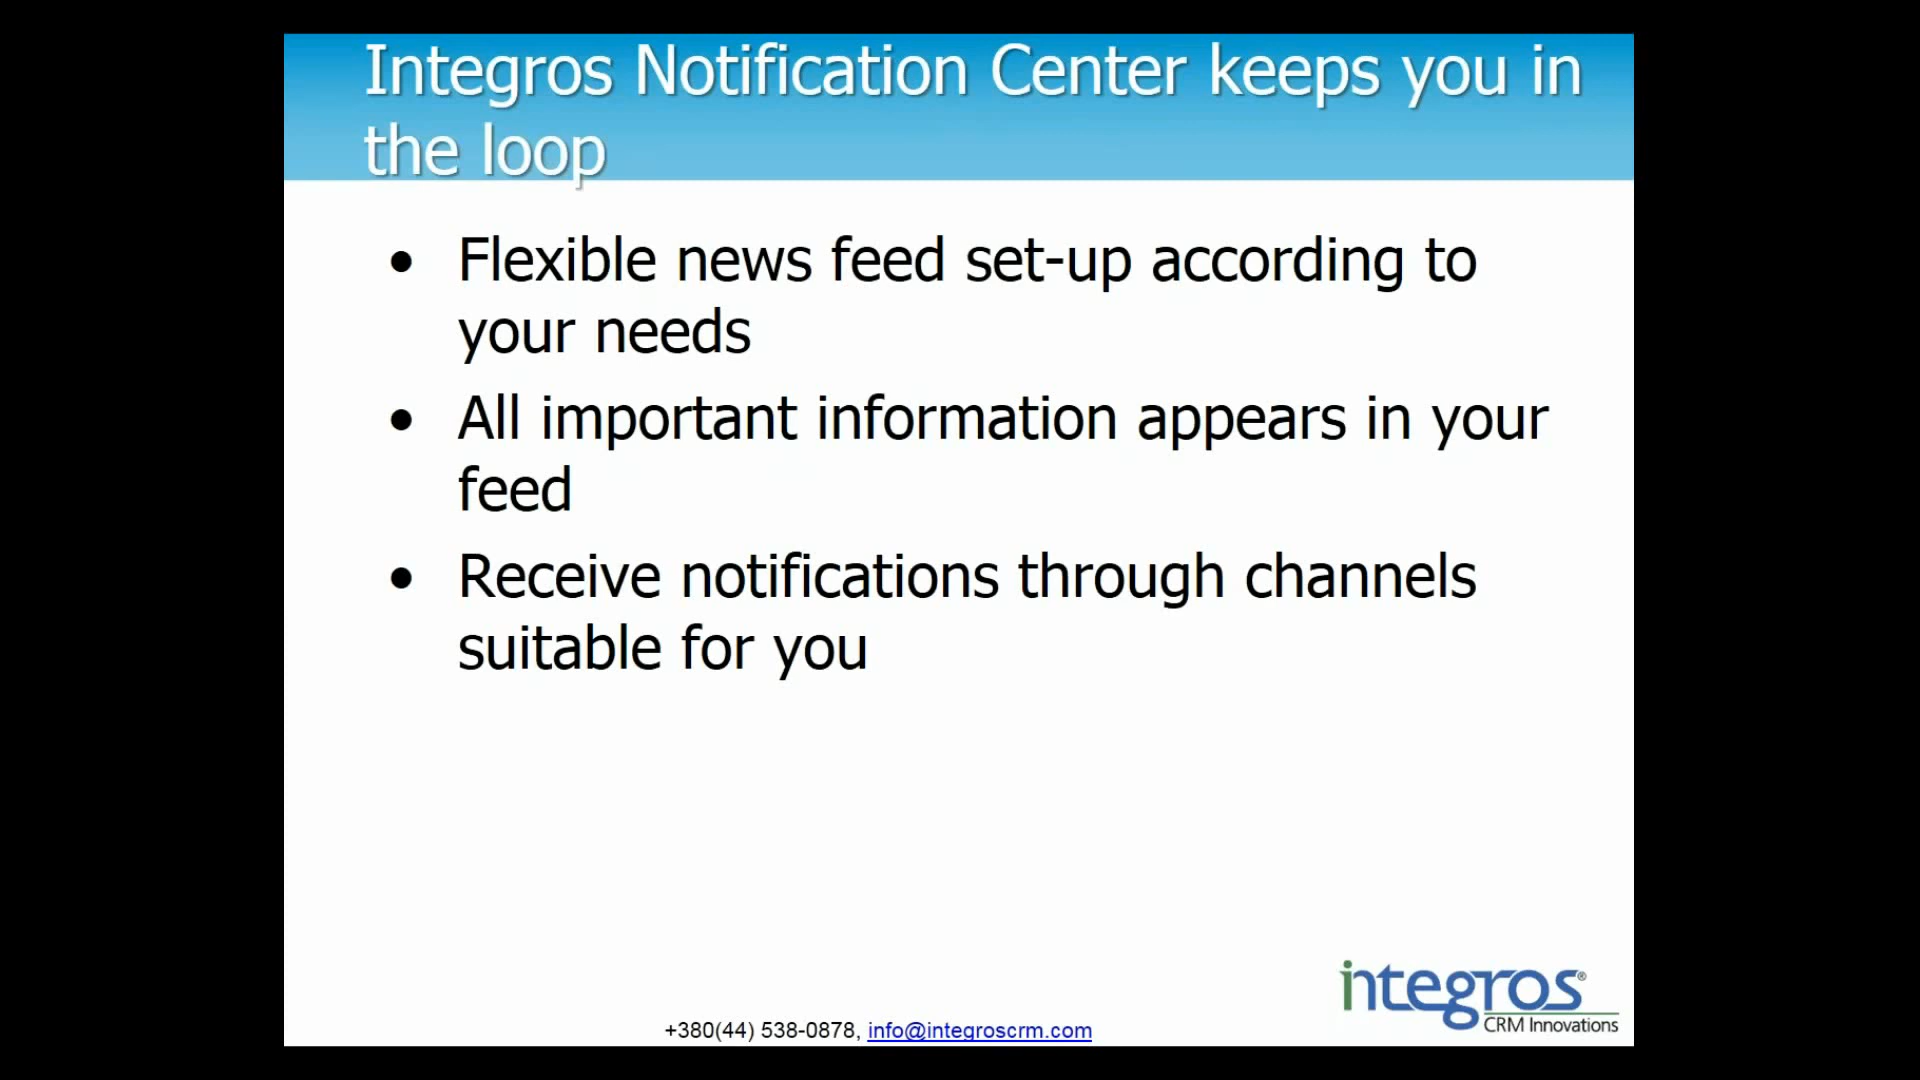 Integros Notification Center keeps you in
the loop
• Flexible news feed set-up according to
your needs
• All important information appears in your
feed
• Receive notifications through channels
suitable for you
integros®
CRM Innovations
+380(44) 538-0878, info@integroscrm.com